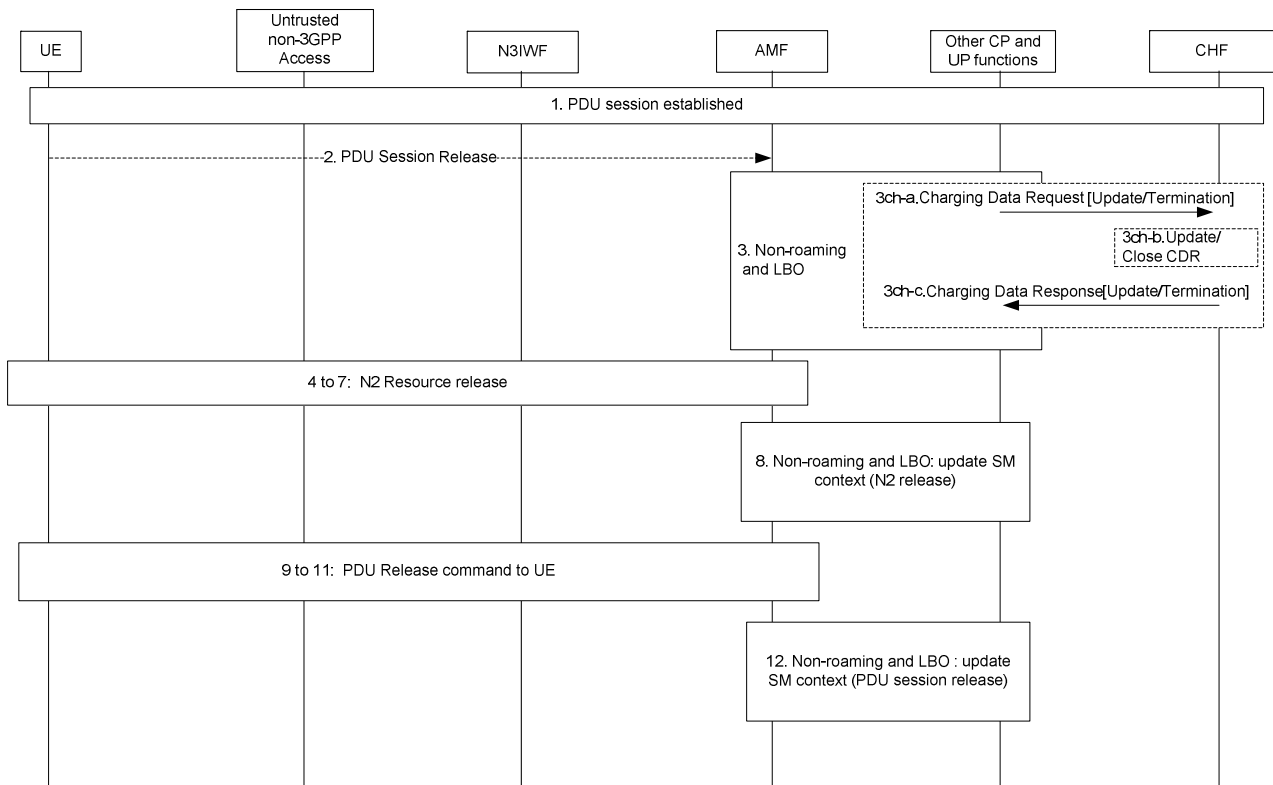 UE
Untrusted
non-3GPP
Access
N3IWF
AMF
Other CP and
UP functions
CHF
1. PDU session established
2. PDU Session Release
3ch-a.Charging Data Request [Update/Termination]
3. Non-roaming
and LBO
3ch-b.Update/
Close CDR
3ch-c.Charging Data Response[Update/Termination]
4 to 7: N2 Resource release
8. Non-roaming and LBO: update SM
context (N2 release)
9 to 11: PDU Release command to UE
12. Non-roaming and LBO : update
SM context (PDU session release)